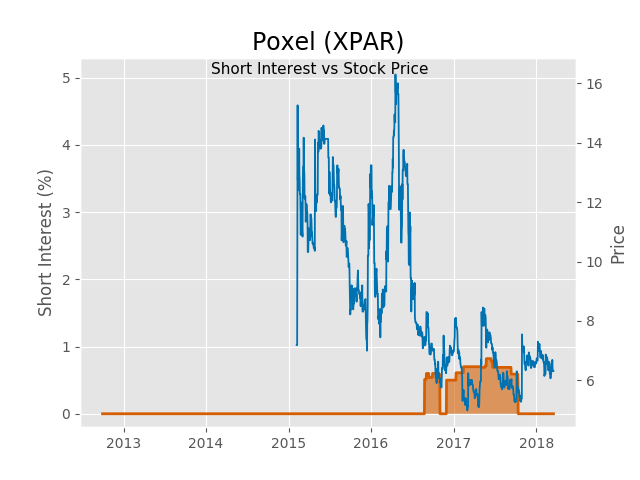 Poxel (XPAR)
Short Interest vs Stock Price
Short Interest (%)
5
4
3
2
1
0
16
14
12
10
8
6
Price
2013 2014 2015 2016 2017 2018